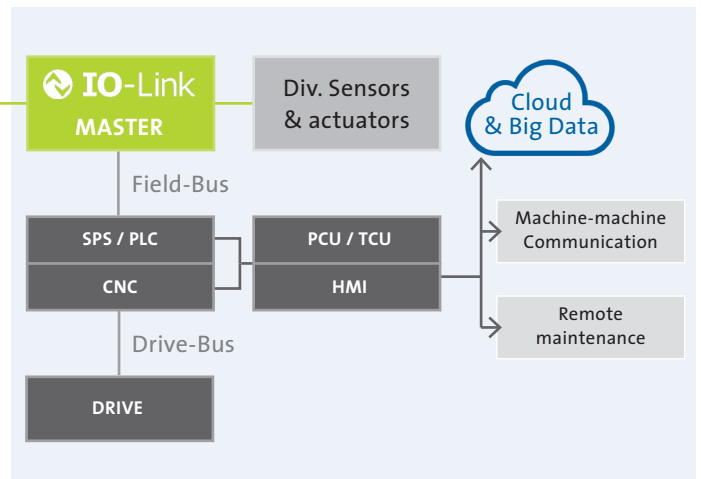 IO-Link
MASTER
Div. Sensors
& actuators
Cloud
& Big Data
Field-Bus
SPS / PLC
CNC
PCU / TCU
HMI
Machine-machine
Communication
Remote
maintenance
Drive-Bus
DRIVE